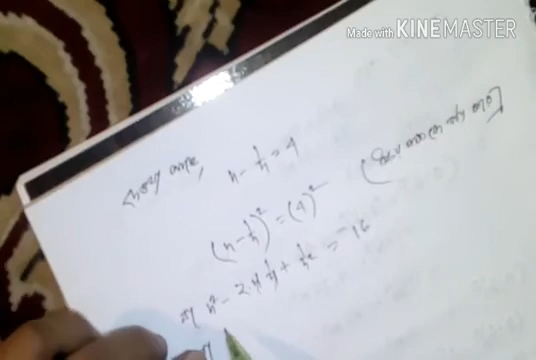 Made with KINEMASTER
দেওয়া আছে,
x - 1/x = 4
(x - 1/x)² = (4)²
বা, x² - 2·x·1/x + 1/x² = 16